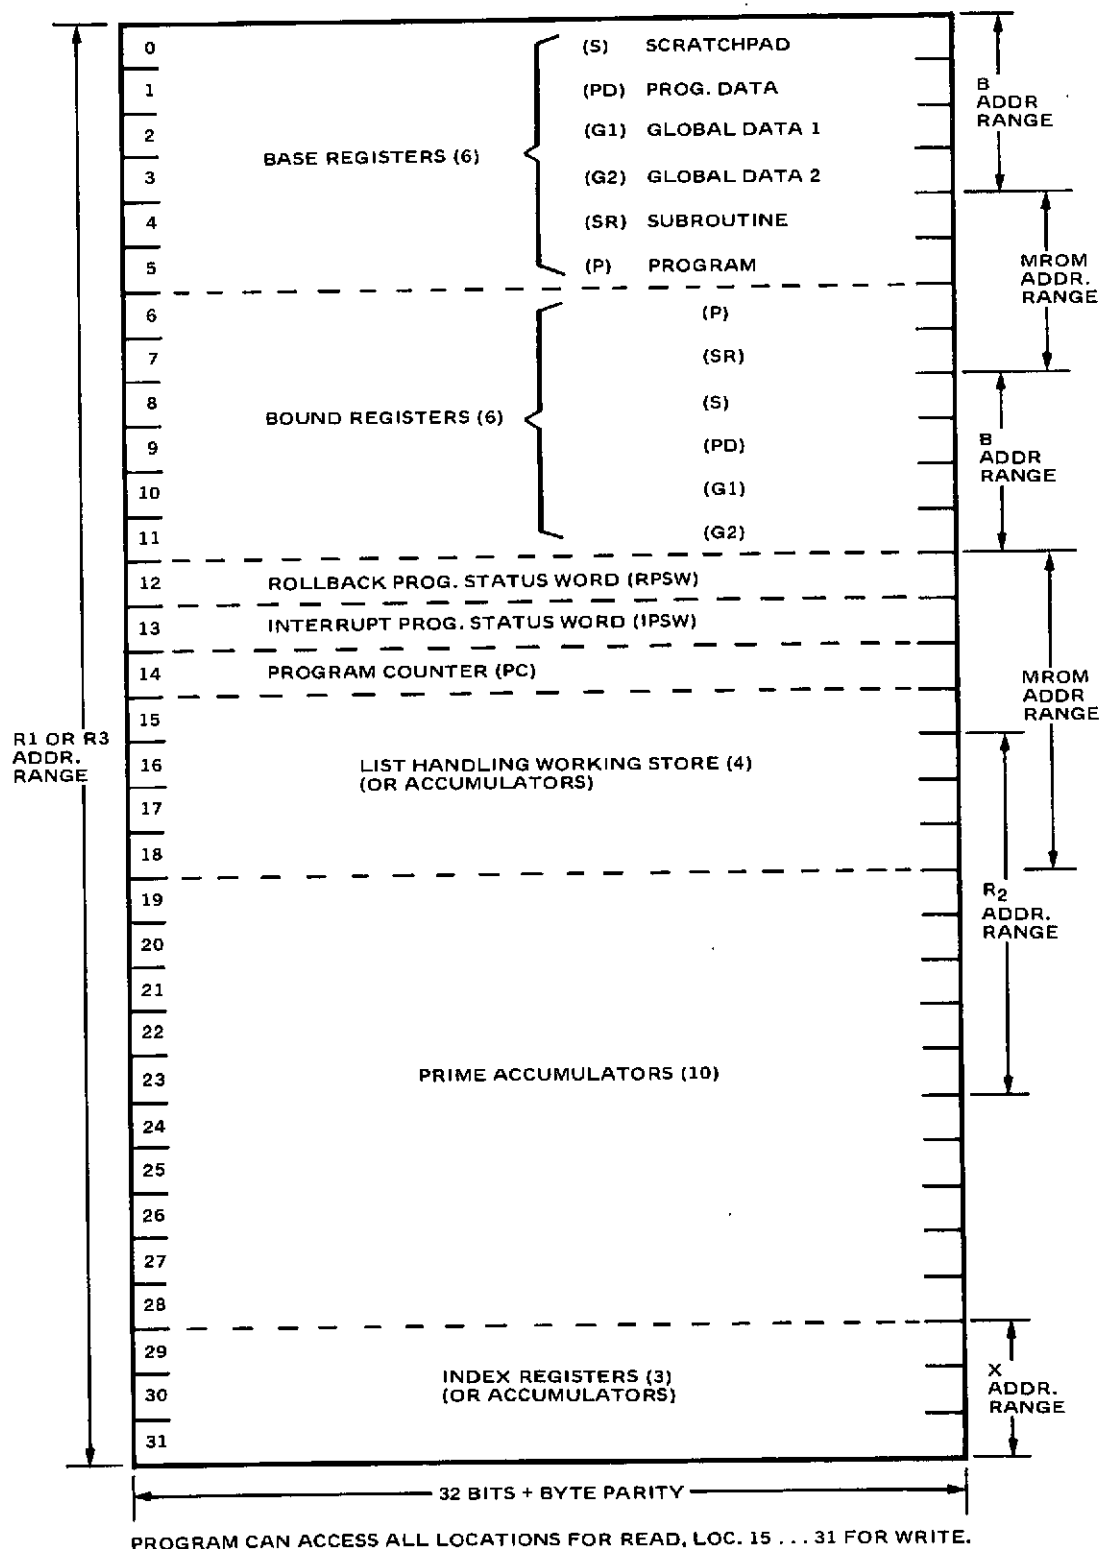 0 (S) SCRATCHPAD
1 (PD) PROG. DATA
B
ADDR
RANGE
2 (G1) GLOBAL DATA 1
BASE REGISTERS (6)
3 (G2) GLOBAL DATA 2
4 (SR) SUBROUTINE
5 (P) PROGRAM
MROM
ADDR.
RANGE
6 (P)
7 (SR)
8 (S)
BOUND REGISTERS (6)
9 (PD)
B
ADDR
RANGE
10 (G1)
11 (G2)
12 ROLLBACK PROG. STATUS WORD (RPSW)
13 INTERRUPT PROG. STATUS WORD (IPSW)
14 PROGRAM COUNTER (PC)
MROM
ADDR
RANGE
15
R1 OR R3
ADDR.
RANGE
16 LIST HANDLING WORKING STORE (4)
(OR ACCUMULATORS)
17
18
19
R2
ADDR.
RANGE
20
21
22
23 PRIME ACCUMULATORS (10)
24
25
26
27
28
29
INDEX REGISTERS (3)
30 (OR ACCUMULATORS)
X
ADDR.
RANGE
31
32 BITS + BYTE PARITY
PROGRAM CAN ACCESS ALL LOCATIONS FOR READ, LOC. 15 . . . 31 FOR WRITE.